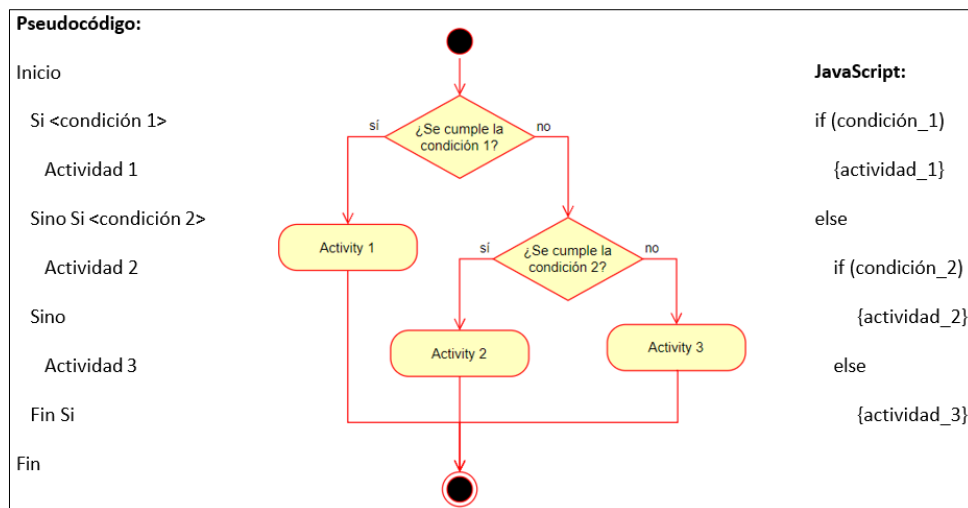 Pseudocódigo:
Inicio
Si <condición 1>
Actividad 1
Sino Si <condición 2>
Actividad 2
Sino
Actividad 3
Fin Si
Fin
¿Se cumple la
condición 1?
sí
no
Activity 1
¿Se cumple la
condición 2?
sí
no
Activity 2
Activity 3
JavaScript:
if (condición_1)
{actividad_1}
else
if (condición_2)
{actividad_2}
else
{actividad_3}